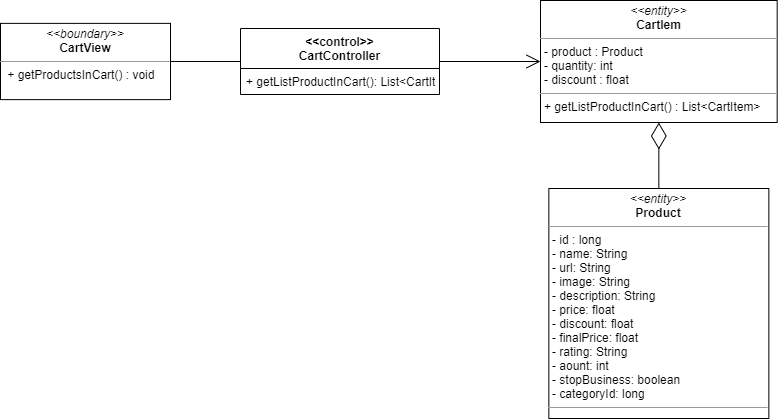 <<boundary>>
CartView
+ getProductsInCart() : void
<<control>>
CartController
+ getListProductInCart(): List<CartIt
<<entity>>
CartIem
- product : Product
- quantity: int
- discount : float
+ getListProductInCart() : List<CartItem>
<<entity>>
Product
- id : long
- name: String
- url: String
- image: String
- description: String
- price: float
- discount: float
- finalPrice: float
- rating: String
- aount: int
- stopBusiness: boolean
- categoryId: long